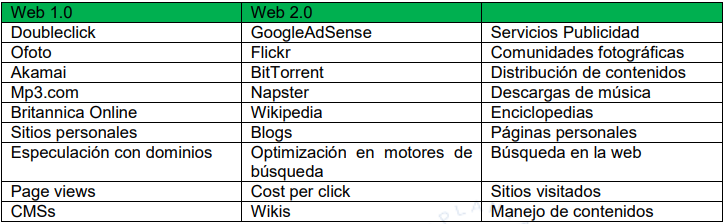 Web 1.0 Web 2.0
Doubleclick GoogleAdSense Servicios Publicidad
Ofoto Flickr Comunidades fotográficas
Akamai BitTorrent Distribución de contenidos
Mp3.com Napster Descargas de música
Britannica Online Wikipedia Enciclopedias
Sitios personales Blogs Páginas personales
Especulación con dominios Optimización en motores de Búsqueda en la web
búsqueda
Page views Cost per click Sitios visitados
CMSs Wikis Manejo de contenidos